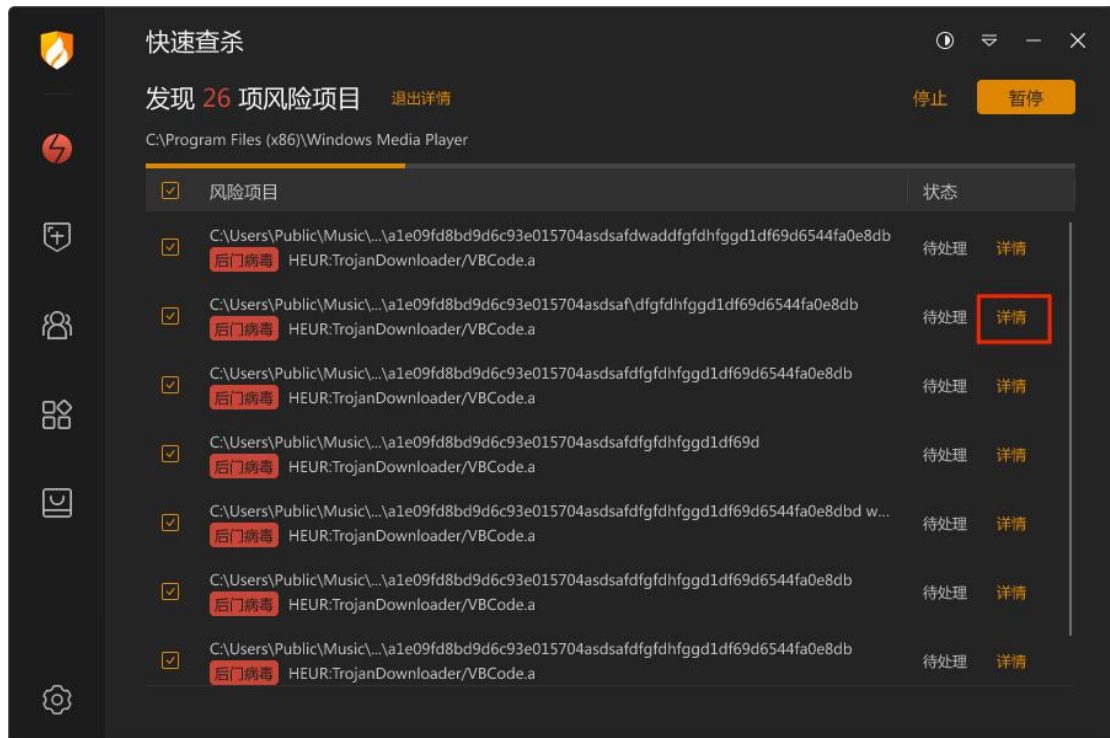 快速查杀
发现 26 项风险项目 退出详情 停止 暂停
C:\Program Files (x86)\Windows Media Player
风险项目 状态
C:\Users\Public\Music\...\a1e09fd8bd9d6c93e015704asdsafdwaddfgfdhfggd1df69d6544fa0e8db
后门病毒 HEUR:TrojanDownloader/VBCode.a 待处理 详情
C:\Users\Public\Music\...\a1e09fd8bd9d6c93e015704asdsaf\dfgfdhfggd1df69d6544fa0e8db
后门病毒 HEUR:TrojanDownloader/VBCode.a 待处理 详情
C:\Users\Public\Music\...\a1e09fd8bd9d6c93e015704asdsafdfgfdhfggd1df69d6544fa0e8db
后门病毒 HEUR:TrojanDownloader/VBCode.a 待处理 详情
C:\Users\Public\Music\...\a1e09fd8bd9d6c93e015704asdsafdfgfdhfggd1df69d
后门病毒 HEUR:TrojanDownloader/VBCode.a 待处理 详情
C:\Users\Public\Music\...\a1e09fd8bd9d6c93e015704asdsafdfgfdhfggd1df69d6544fa0e8dbd w...
后门病毒 HEUR:TrojanDownloader/VBCode.a 待处理 详情
C:\Users\Public\Music\...\a1e09fd8bd9d6c93e015704asdsafdfgfdhfggd1df69d6544fa0e8db
后门病毒 HEUR:TrojanDownloader/VBCode.a 待处理 详情
C:\Users\Public\Music\...\a1e09fd8bd9d6c93e015704asdsafdfgfdhfggd1df69d6544fa0e8db
后门病毒 HEUR:TrojanDownloader/VBCode.a 待处理 详情